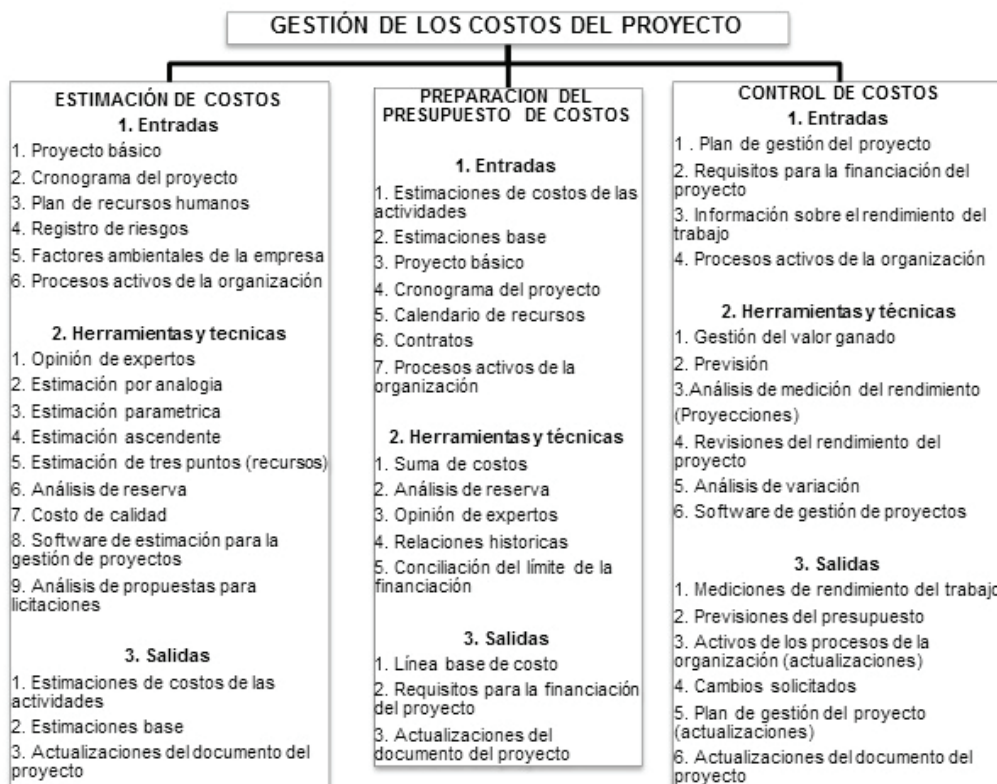 GESTIÓN DE LOS COSTOS DEL PROYECTO
ESTIMACIÓN DE COSTOS
1. Entradas
1. Proyecto básico
2. Cronograma del proyecto
3. Plan de recursos humanos
4. Registro de riesgos
5. Factores ambientales de la empresa
6. Procesos activos de la organización
2. Herramientas y tecnicas
1. Opinión de expertos
2. Estimación por analogia
3. Estimación parametrica
4. Estimación ascendente
5. Estimación de tres puntos (recursos)
6. Análisis de reserva
7. Costo de calidad
8. Software de estimación para la
gestión de proyectos
9. Análisis de propuestas para
licitaciones
3. Salidas
1. Estimaciones de costos de las
actividades
2. Estimaciones base
3. Actualizaciones del documento del
proyecto
PREPARACION DEL
PRESUPUESTO DE COSTOS
1. Entradas
1. Estimaciones de costos de las
actividades
2. Estimaciones base
3. Proyecto básico
4. Cronograma del proyecto
5. Calendario de recursos
6. Contratos
7. Procesos activos de la
organización
2. Herramientas y técnicas
1. Suma de costos
2. Análisis de reserva
3. Opinión de expertos
4. Relaciones historicas
5. Conciliación del límite de la
financiación
3. Salidas
1. Línea base de costo
2. Requisitos para la financiación
del proyecto
3. Actualizaciones del
documento del proyecto
CONTROL DE COSTOS
1. Entradas
1 . Plan de gestión del proyecto
2. Requisitos para la financiación del
proyecto
3. Información sobre el rendimiento del
trabajo
4. Procesos activos de la organización
2. Herramientas y técnicas
1. Gestión del valor ganado
2. Previsión
3.Análisis de medición del rendimiento
(Proyecciones)
4. Revisiones del rendimiento del
proyecto
5. Análisis de variación
6. Software de gestión de proyectos
3. Salidas
1. Mediciones de rendimiento del trabajo
2. Previsiones del presupuesto
3. Activos de los procesos de la
organización (actualizaciones)
4. Cambios solicitados
5. Plan de gestión del proyecto
(actualizaciones)
6. Actualizaciones del documento del
proyecto